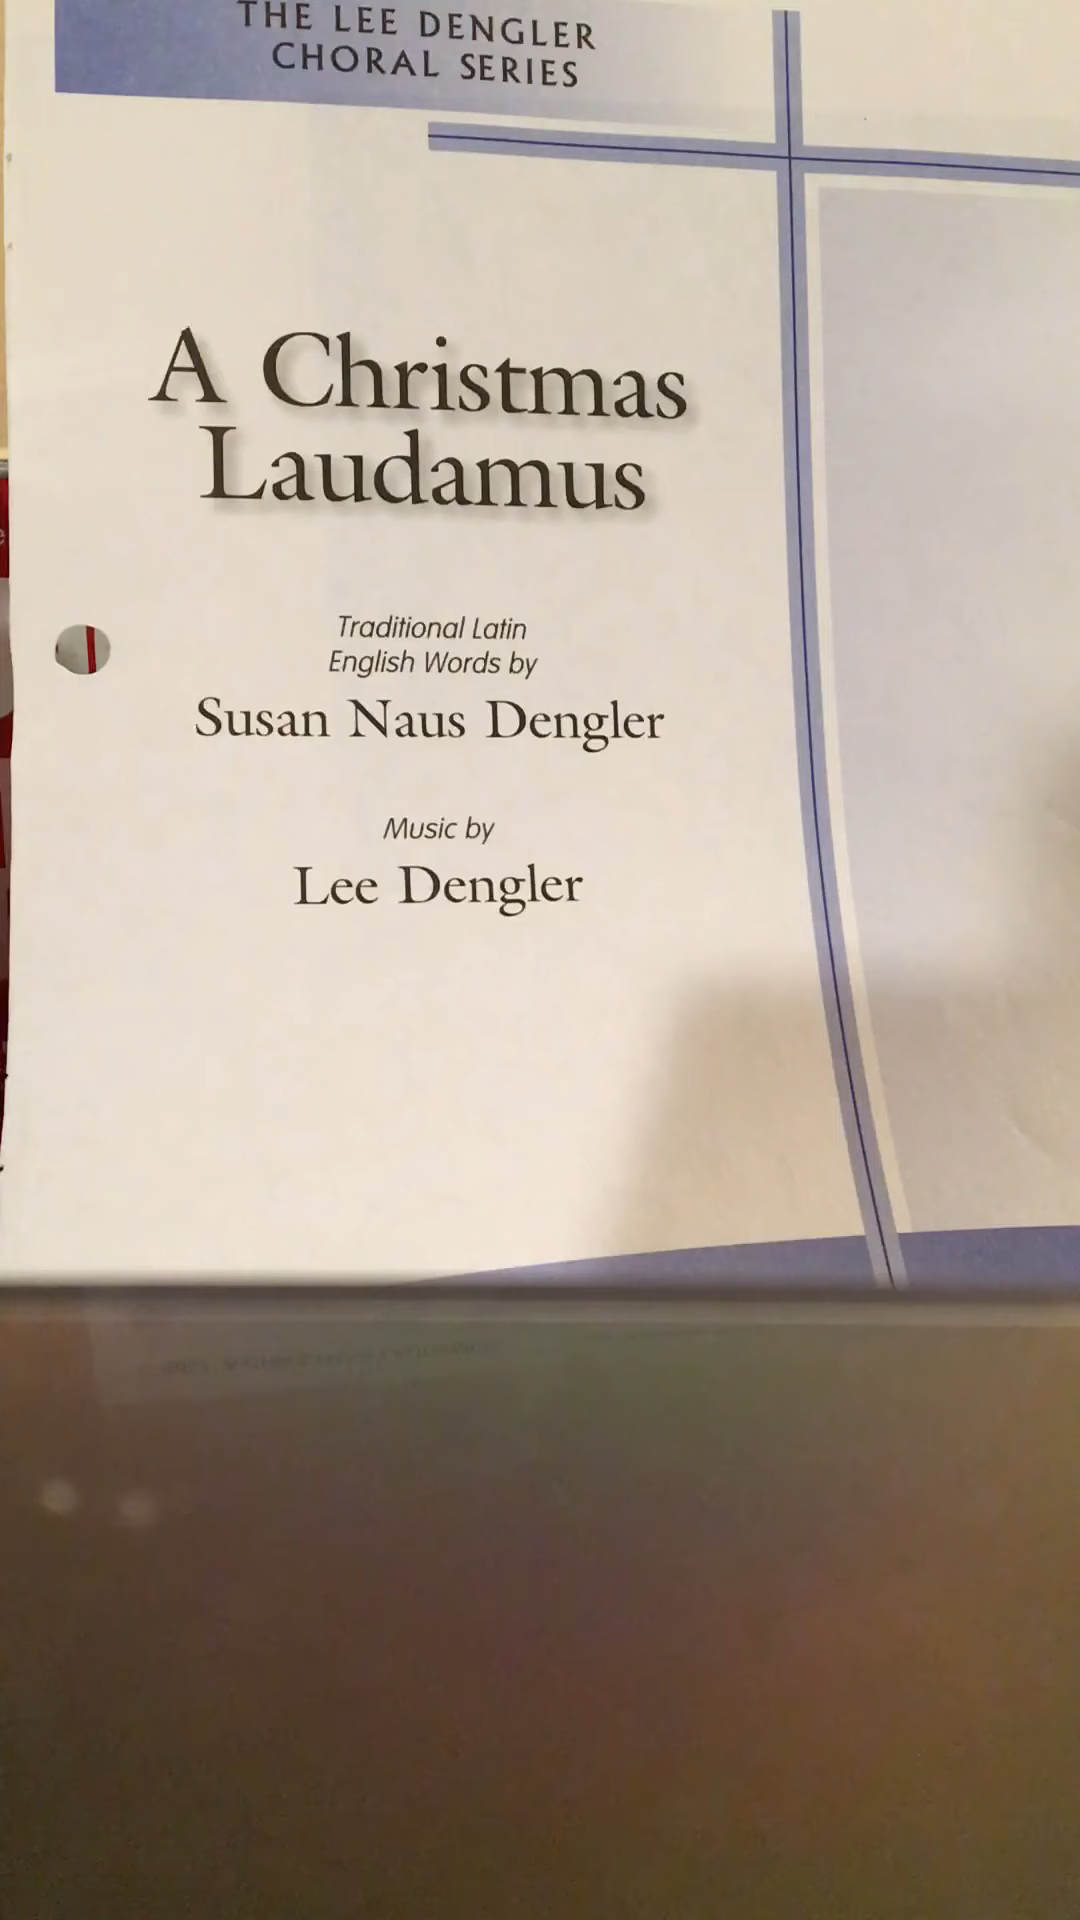 THE LEE DENGLER
CHORAL SERIES
A Christmas
Laudamus
Traditional Latin
English Words by
Susan Naus Dengler
Music by
Lee Dengler